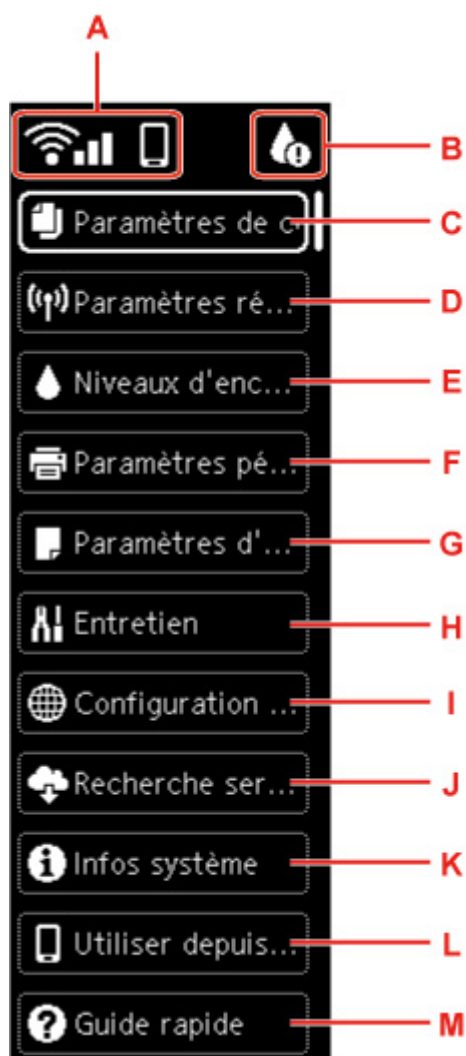 A
B
Paramètres de c
C
Paramètres ré...
D
Niveaux d'enc...
E
Paramètres pé...
F
Paramètres d'...
G
Entretien
H
Configuration ...
I
Recherche ser...
J
Infos système
K
Utiliser depuis...
L
Guide rapide
M